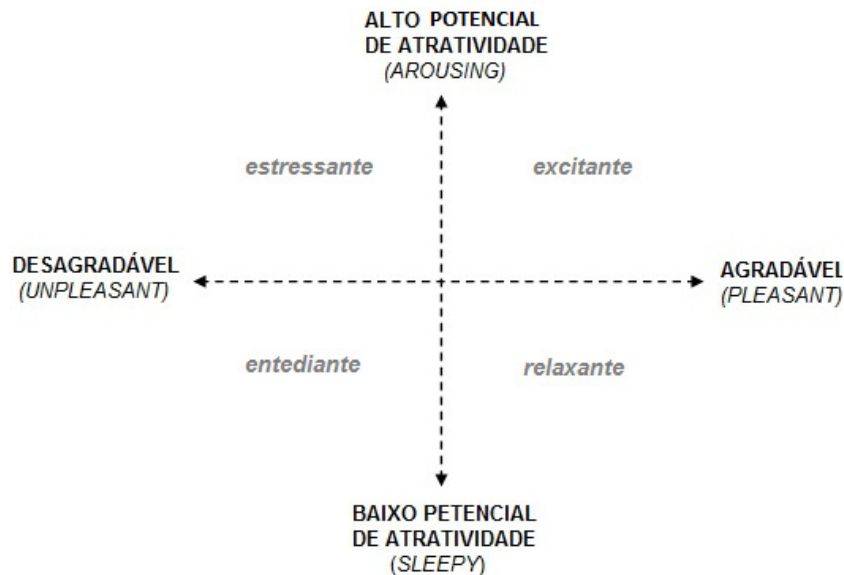 ALTO POTENCIAL
DE ATRATIVIDADE
(AROUSING)
estressante
excitante
DESAGRADÁVEL
(UNPLEASANT)
AGRADÁVEL
(PLEASANT)
entediante
relaxante
BAIXO PETENCIAL
DE ATRATIVIDADE
(SLEEPY)